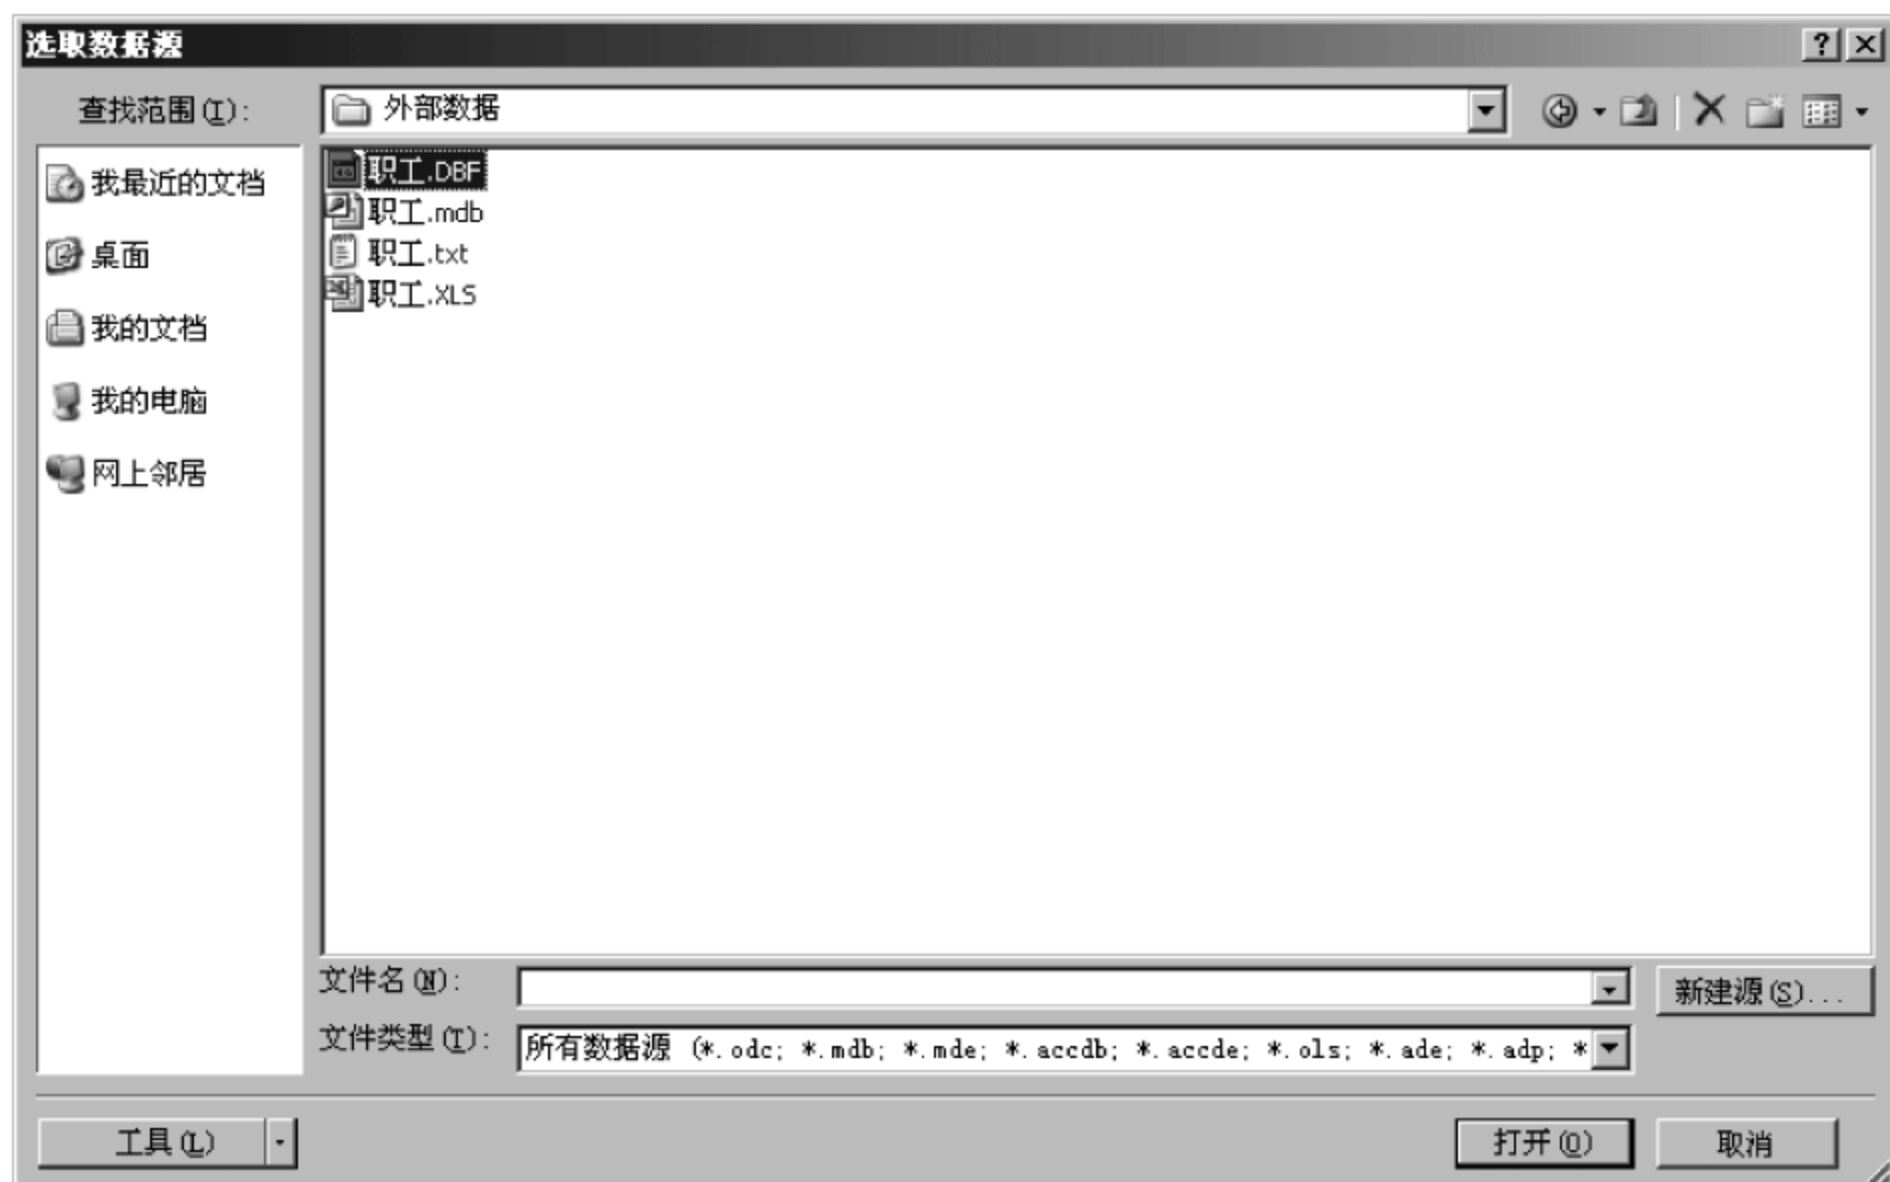 选取数据源
查找范围(I): 外部数据
我最近的文档
桌面
我的文档
我的电脑
网上邻居
职工.DBF
职工.mdb
职工.txt
职工.XLS
文件名(N):
新建源(S)...
文件类型(T): 所有数据源 (*.odc; *.mdb; *.mde; *.accdb; *.accde; *.ols; *.ade; *.adp; *
工具(L)
打开(O)
取消